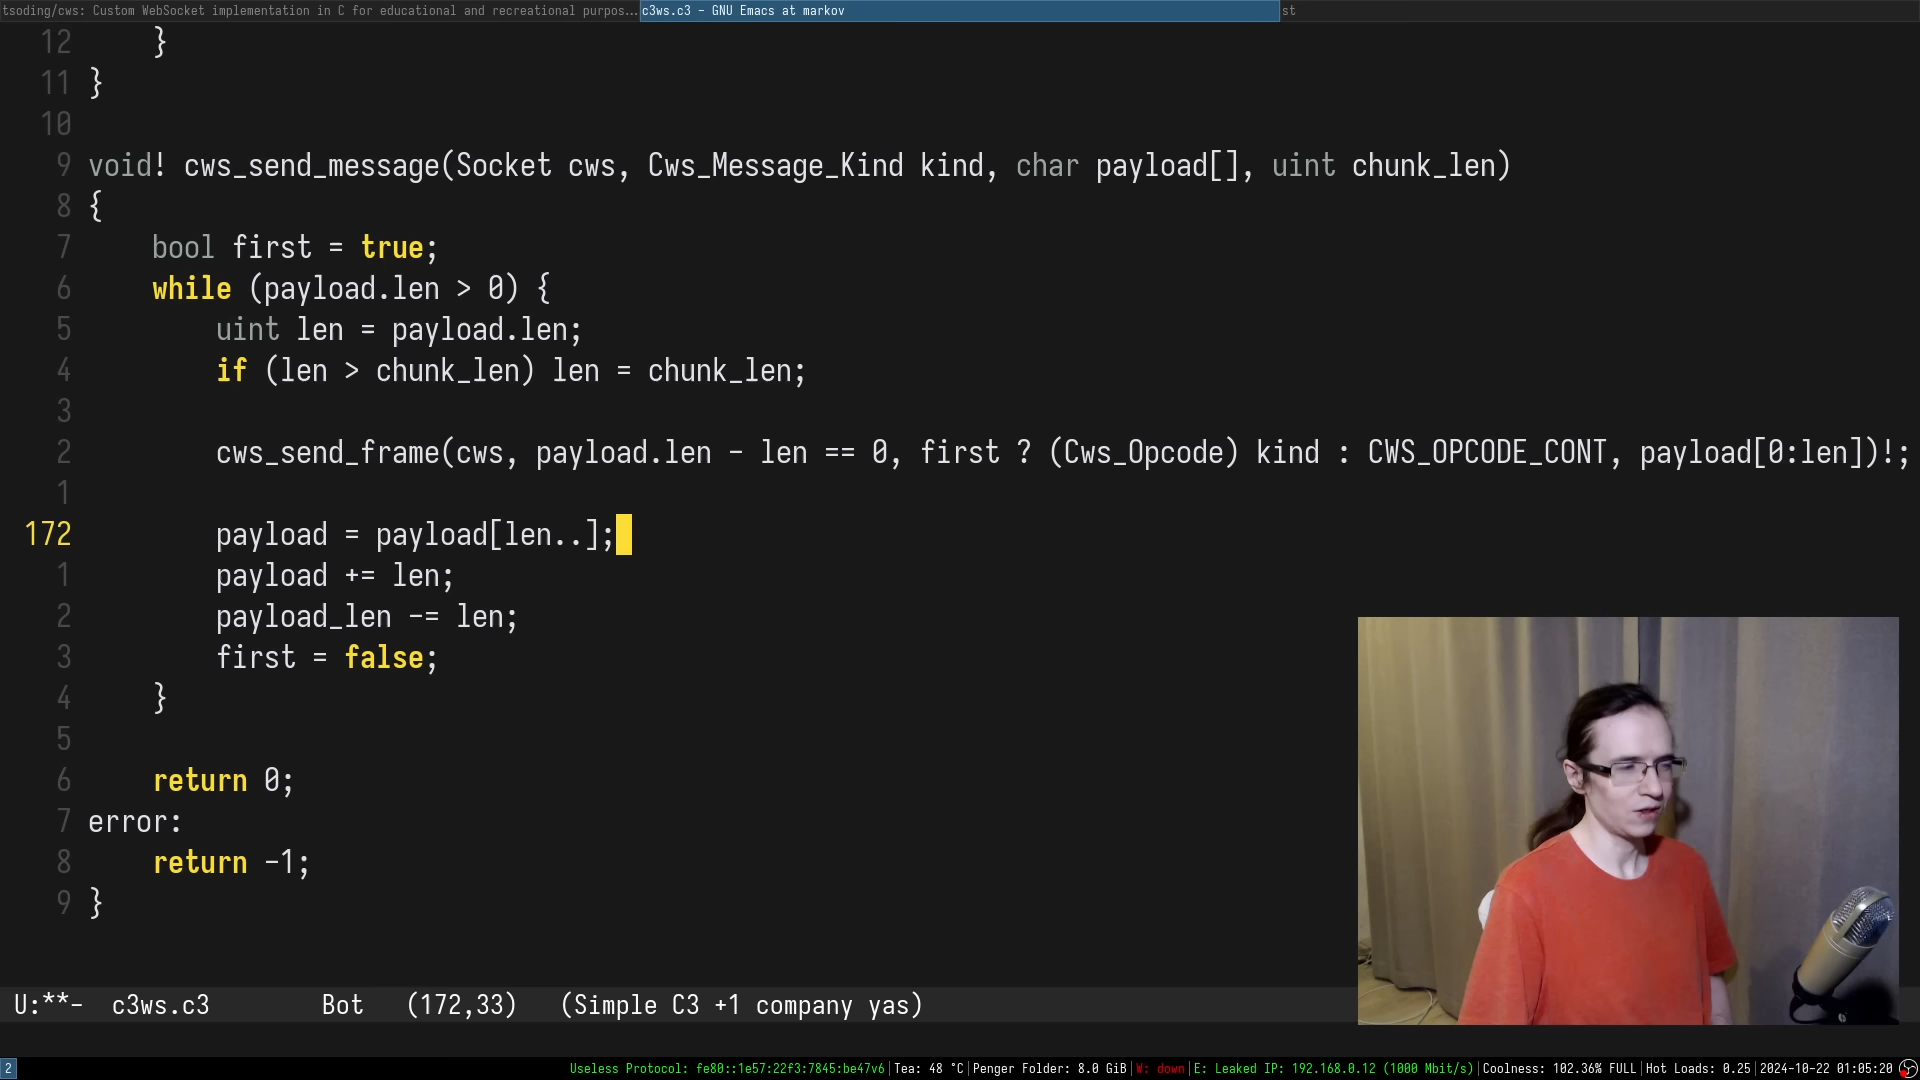 tsoding/cws: Custom WebSocket implementation in C for educational and recreational purpos... c3ws.c3 - GNU Emacs at markov st
12 }
11 }
10
9 void! cws_send_message(Socket cws, Cws_Message_Kind kind, char payload[], uint chunk_len)
8 {
7 bool first = true;
6 while (payload.len > 0) {
5 uint len = payload.len;
4 if (len > chunk_len) len = chunk_len;
3
2 cws_send_frame(cws, payload.len - len == 0, first ? (Cws_Opcode) kind : CWS_OPCODE_CONT, payload[0:len])!;
1
172 payload = payload[len..];
1 payload += len;
2 payload_len -= len;
3 first = false;
4 }
5
6 return 0;
7 error:
8 return -1;
9 }
U:**- c3ws.c3 Bot (172,33) (Simple C3 +1 company yas)
2 Useless Protocol: fe80::1e57:22f3:7845:be47v6|Tea: 48 °C|Penger Folder: 8.0 GiB|W: down|E: Leaked IP: 192.168.0.12 (1000 Mbit/s)|Coolness: 102.36% FULL|Hot Loads: 0.25|2024-10-22 01:05:20